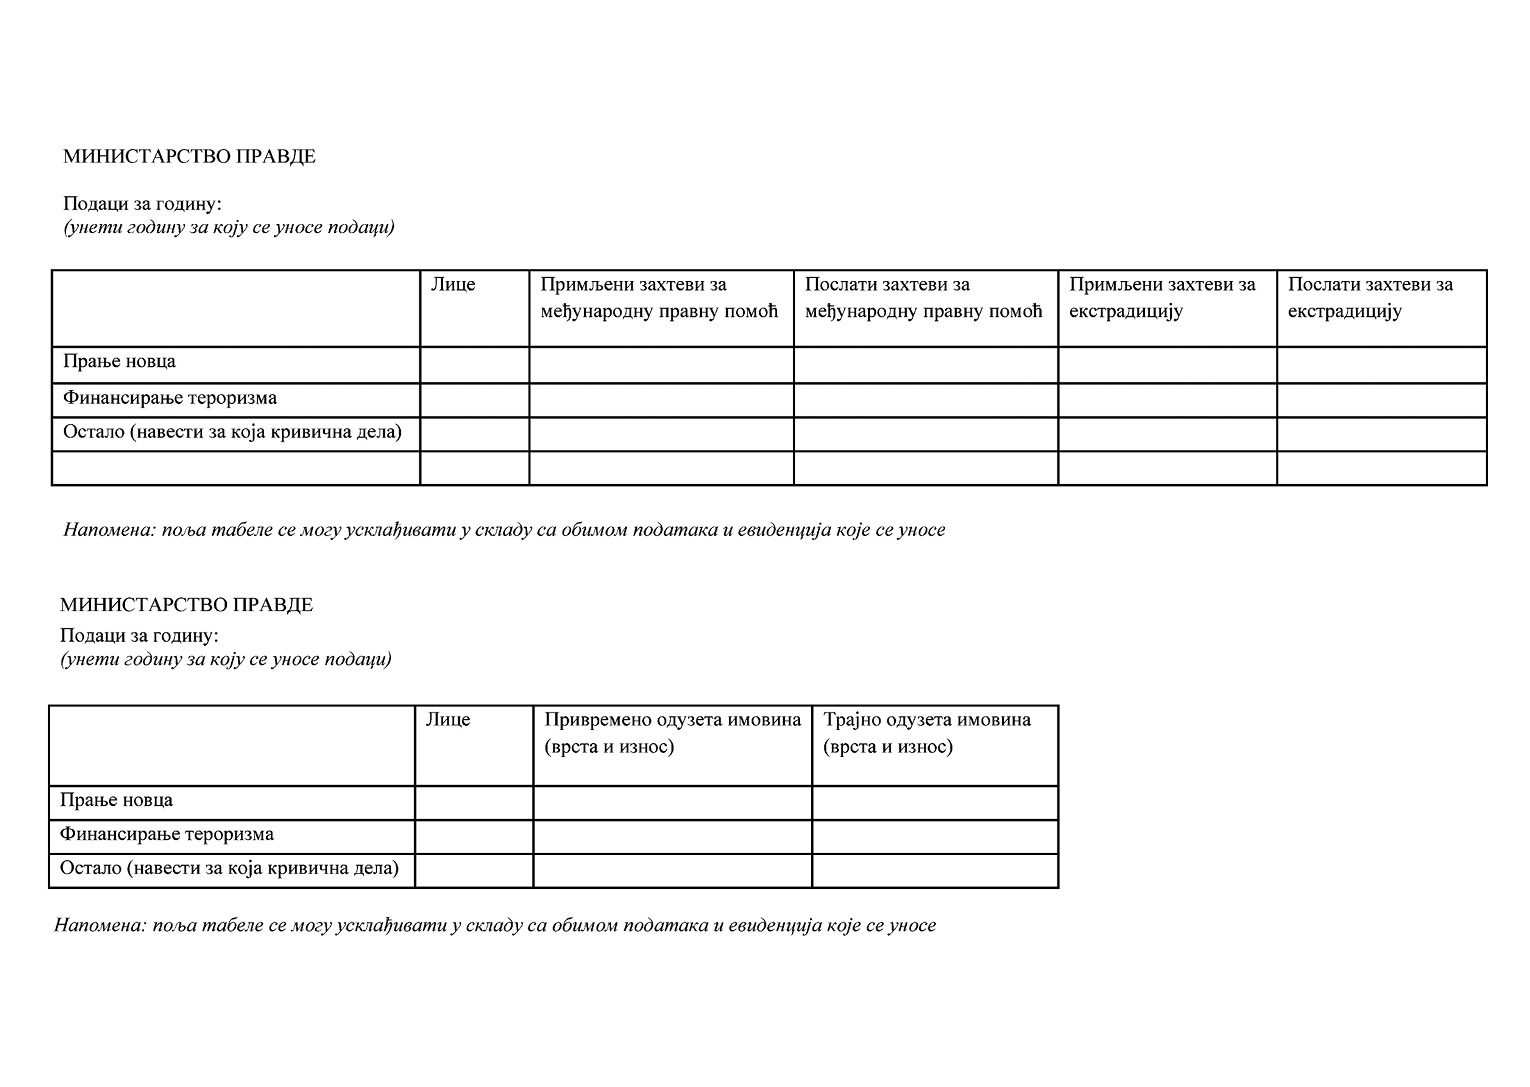 МИНИСТАРСТВО ПРАВДЕ
Подаци за годину:
(унети годину за коју се уносе подаци)
Лице
Примљени захтеви за
међународну правну помоћ
Послати захтеви за
међународну правну помоћ
Примљени захтеви за
екстрадицију
Послати захтеви за
екстрадицију
Прање новца
Финансирање тероризма
Остало (навести за која кривична дела)
Напомена: поља табеле се могу усклађивати у складу са обимом података и евиденција које се уносе
МИНИСТАРСТВО ПРАВДЕ
Подаци за годину:
(унети годину за коју се уносе подаци)
Лице
Привремено одузета имовина
(врста и износ)
Трајно одузета имовина
(врста и износ)
Прање новца
Финансирање тероризма
Остало (навести за која кривична дела)
Напомена: поља табеле се могу усклађивати у складу са обимом података и евиденција које се уносе